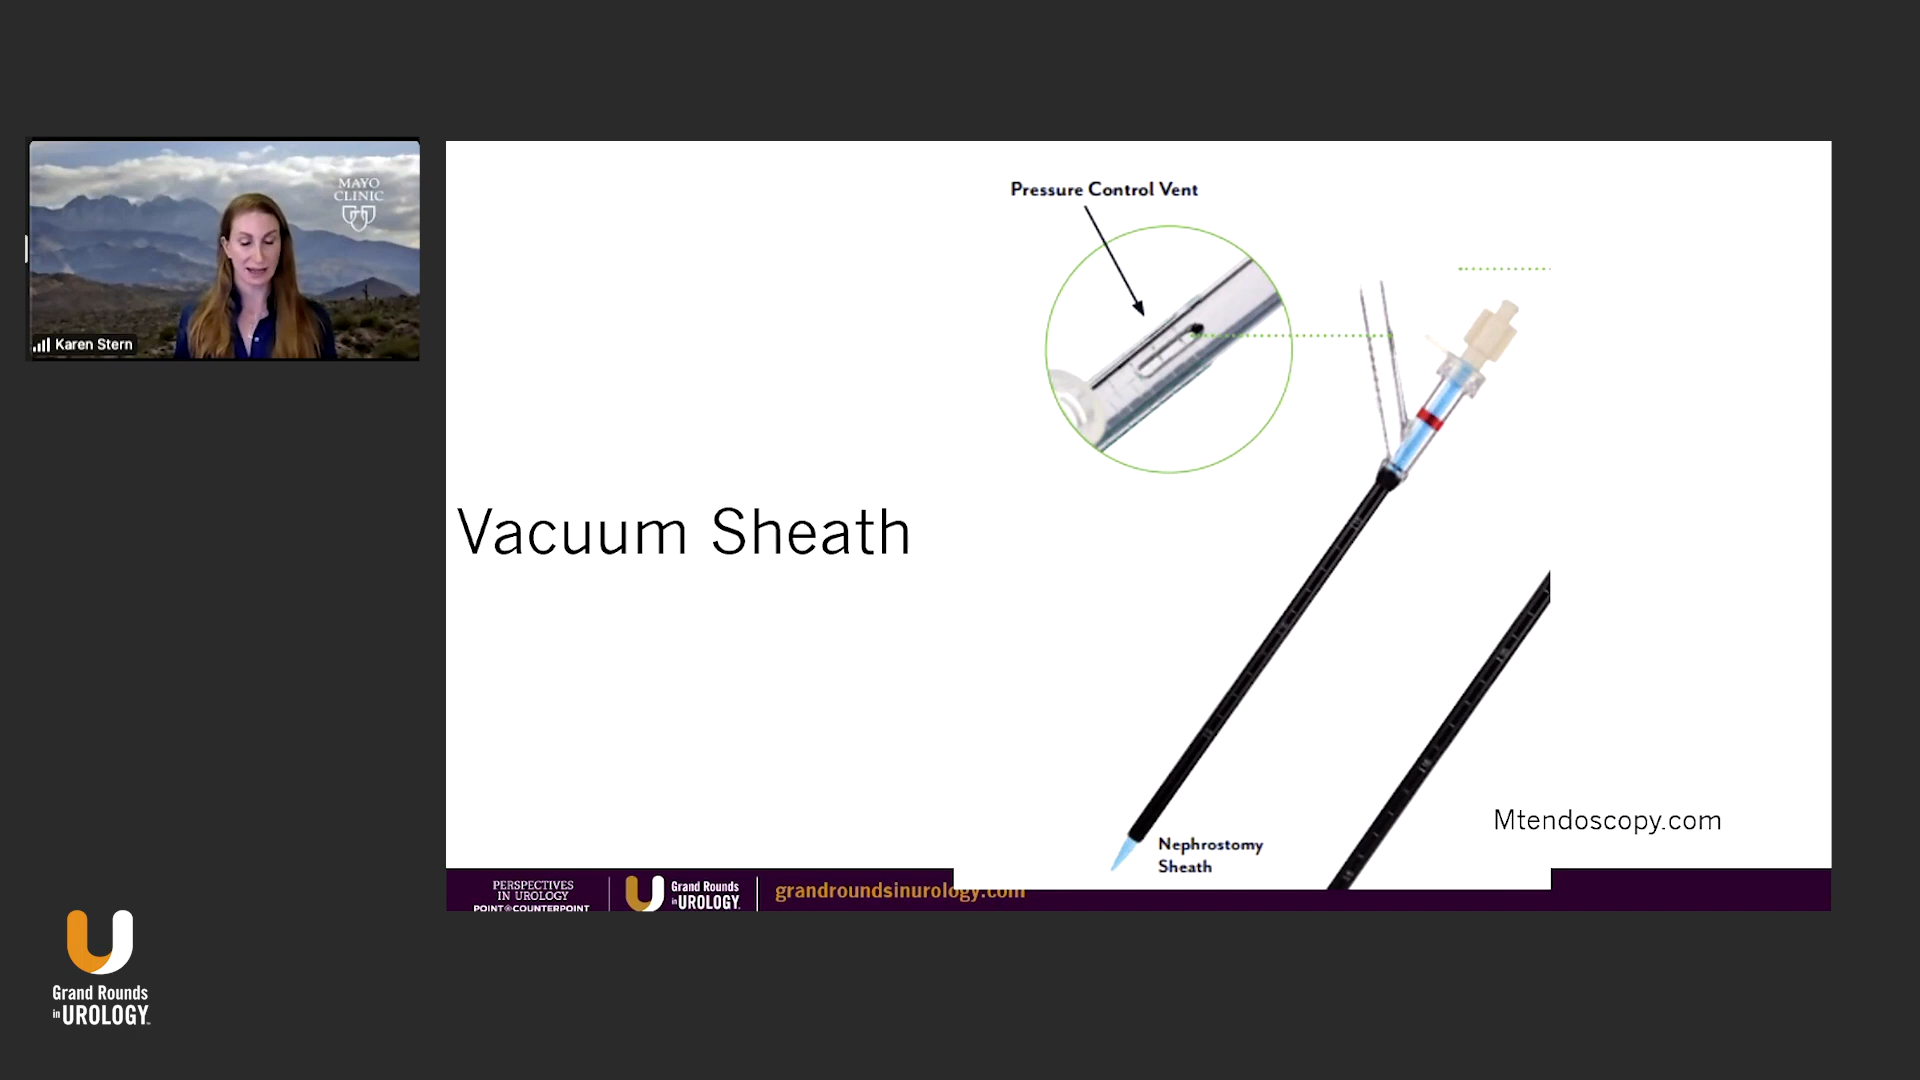 MAYO
CLINIC
Karen Stern
Pressure Control Vent
Vacuum Sheath
Mtendoscopy.com
Nephrostomy
Sheath
PERSPECTIVES
IN UROLOGY
POINT COUNTERPOINT
Grand Rounds
in UROLOGY
grandroundsinurology.com
Grand Rounds
in UROLOGY